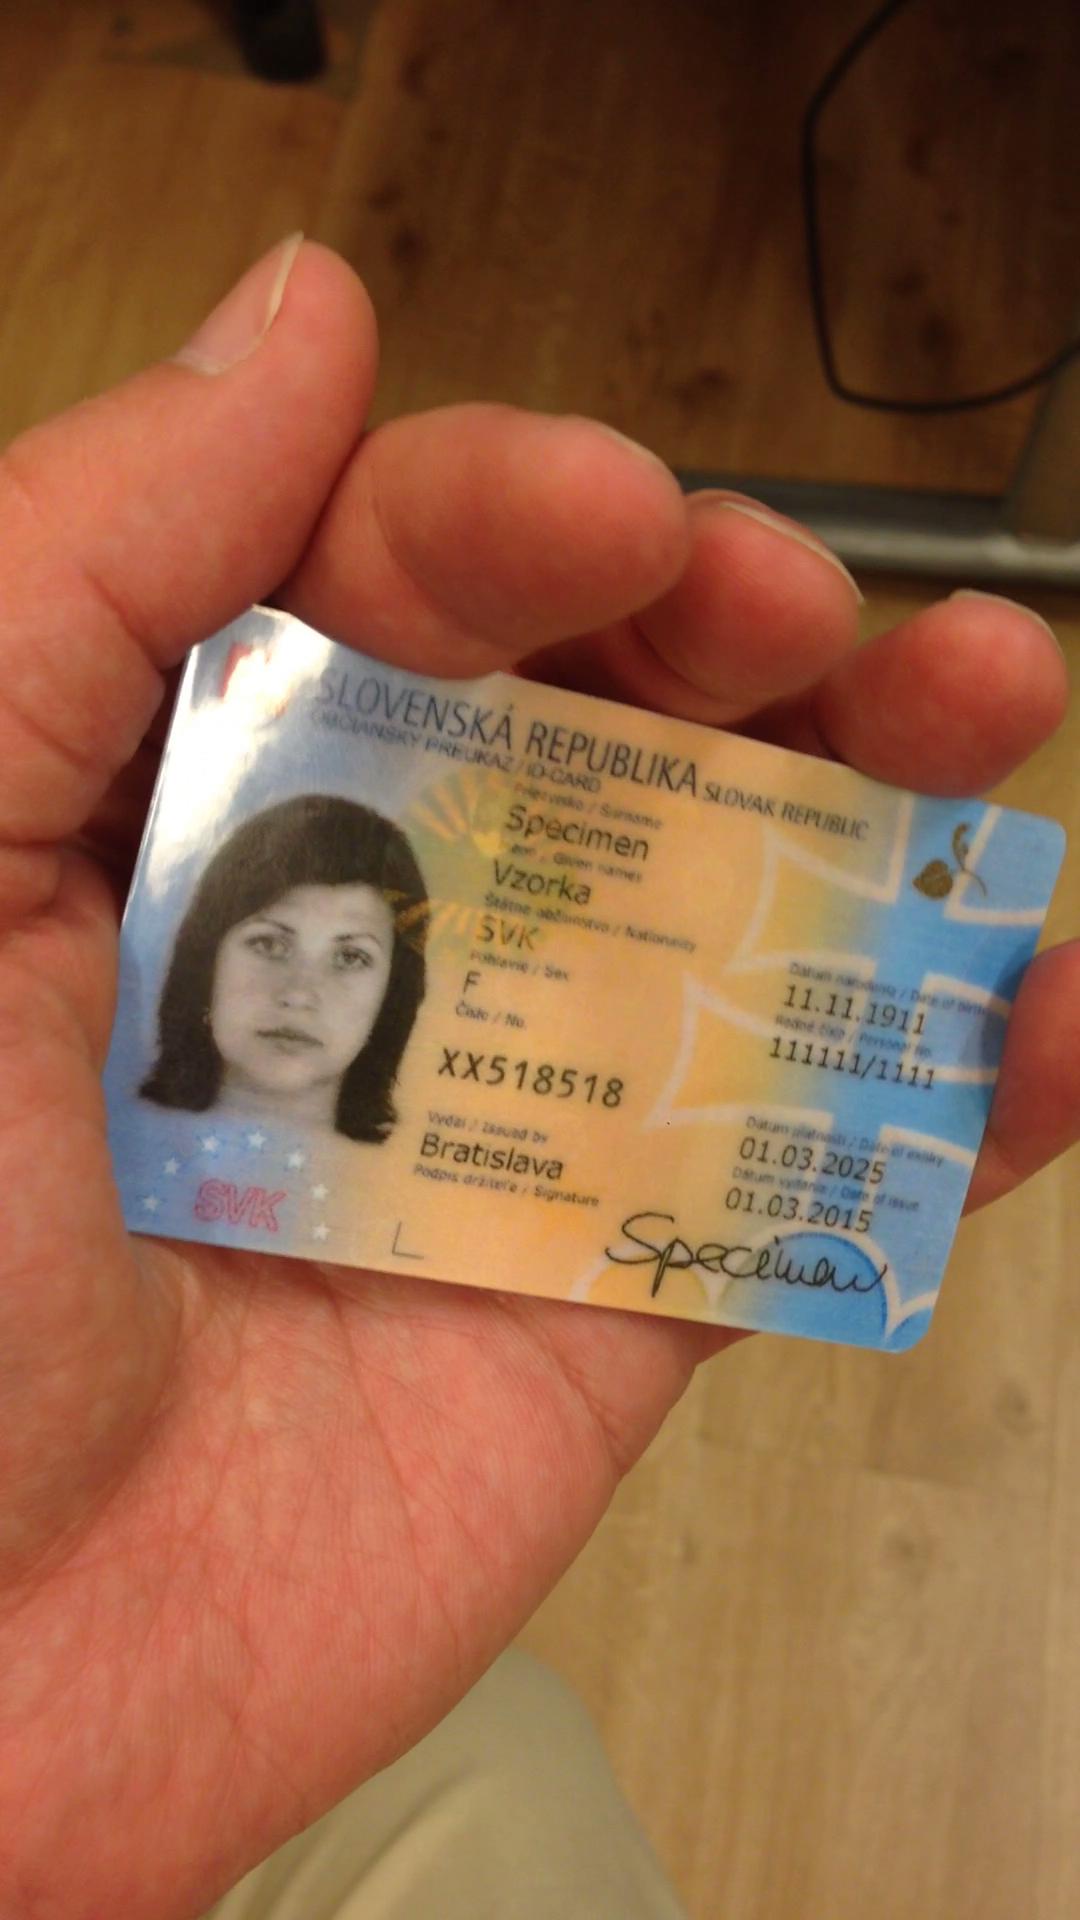 SLOVENSKÁ REPUBLIKA SLOVAK REPUBLIC
OBČIANSKY PREUKAZ / ID-CARD
Priezvisko / Surname
Specimen
Meno / Given names
Vzorka
Štátne občianstvo / Nationality
SVK
Pohlavie / Sex
F
Dátum narodenia / Date of birth
11.11.1911
Číslo / No.
XX518518
Rodné číslo / Personal No.
111111/1111
Vydal / Issued by
Bratislava
Dátum platnosti / Date of expiry
01.03.2025
Dátum vydania / Date of issue
01.03.2015
Podpis držiteľa / Signature
Specimen
SVK
L